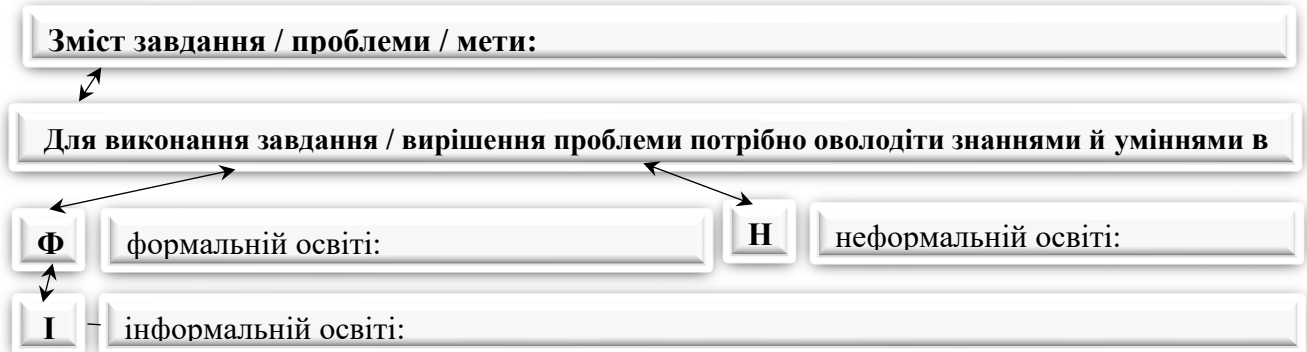 Зміст завдання / проблеми / мети:
Для виконання завдання / вирішення проблеми потрібно оволодіти знаннями й уміннями в
Ф формальній освіті:
Н неформальній освіті:
І інформальній освіті: